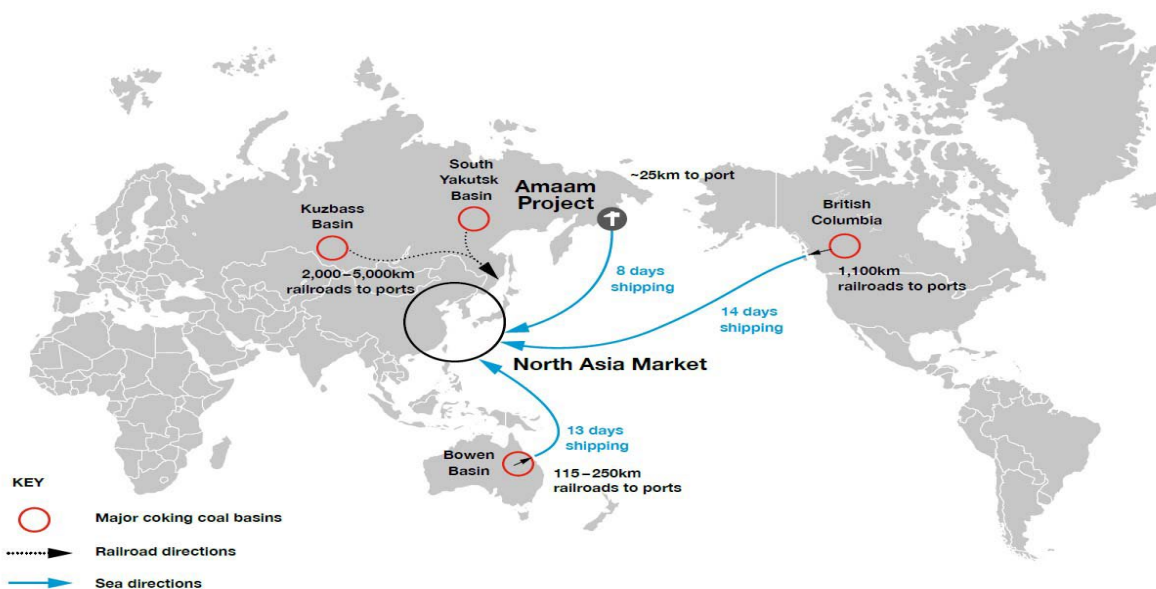 South
Yakutsk
Basin
Amaam
Project
~25km to port
Kuzbass
Basin
British
Columbia
2,000–5,000km
railroads to ports
8 days
shipping
1,100km
railroads to ports
14 days
shipping
North Asia Market
13 days
shipping
Bowen
Basin
115–250km
railroads to ports
KEY
Major coking coal basins
Railroad directions
Sea directions